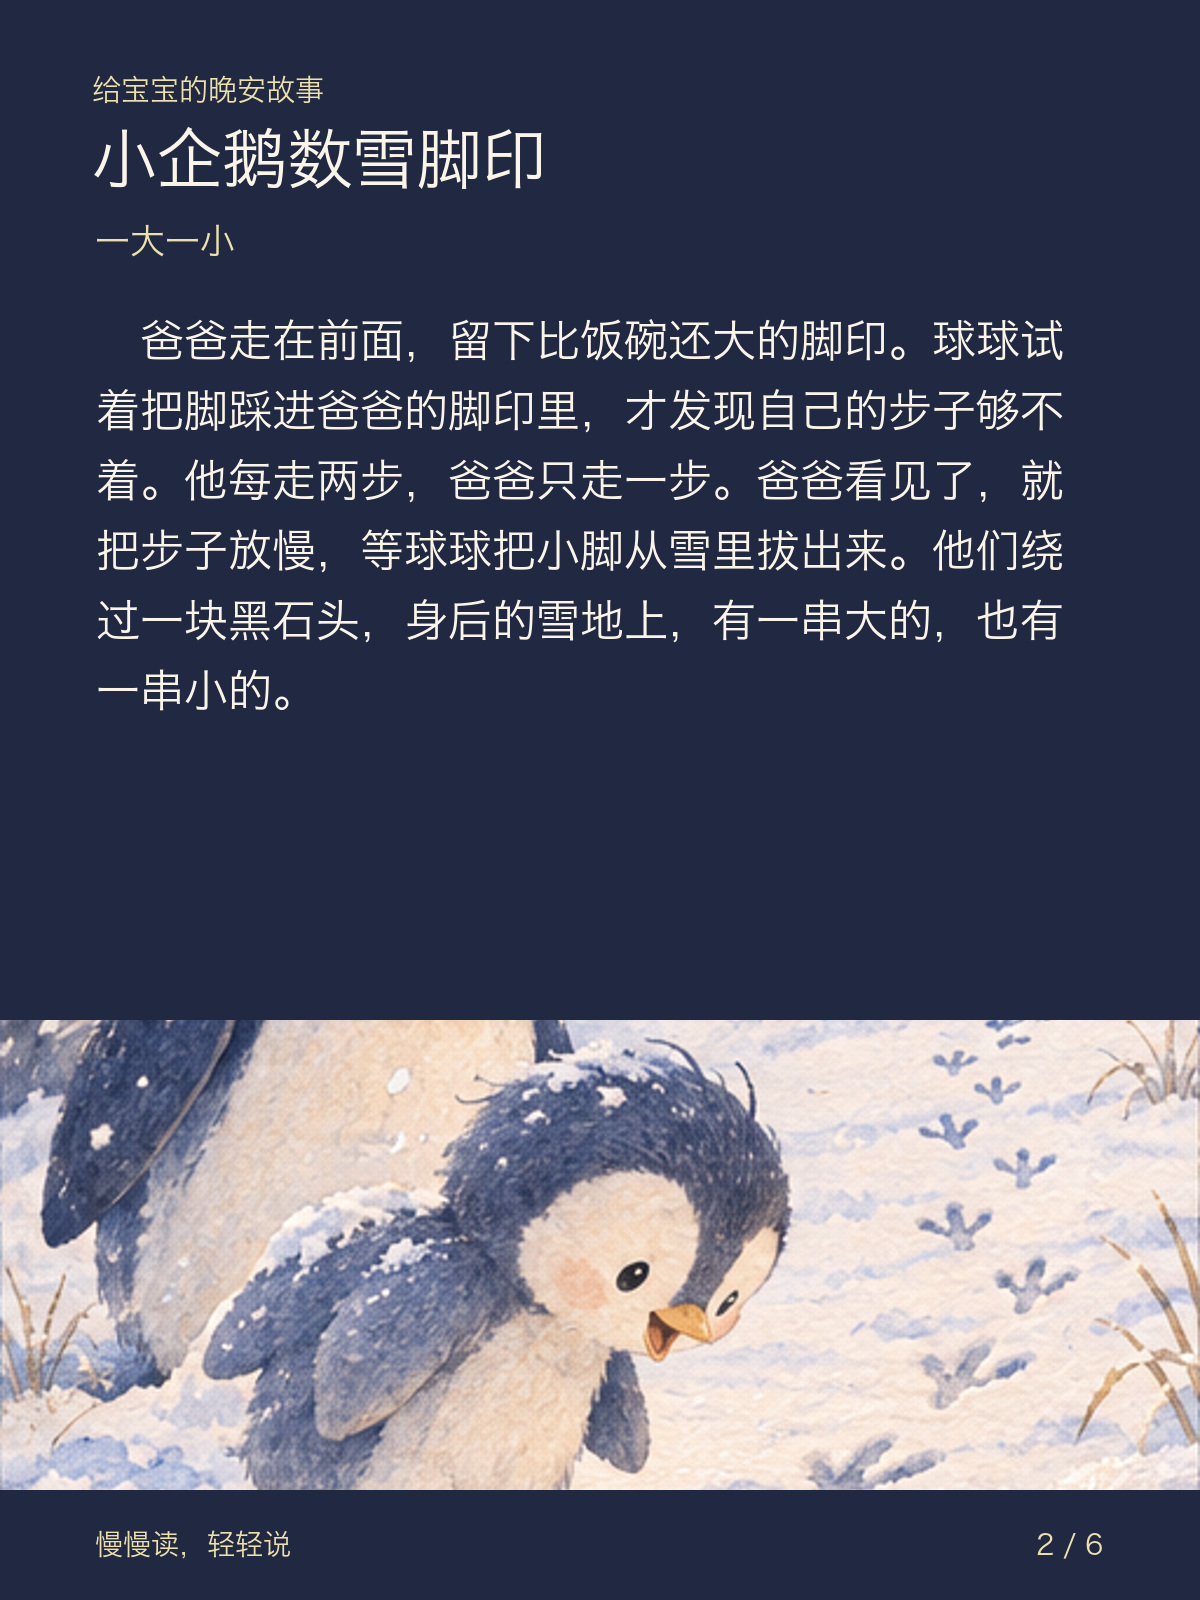 给宝宝的晚安故事
小企鹅数雪脚印
一大一小
爸爸走在前面，留下比饭碗还大的脚印。球球试
着把脚踩进爸爸的脚印里，才发现自己的步子够不
着。他每走两步，爸爸只走一步。爸爸看见了，就
把步子放慢，等球球把小脚从雪里拔出来。他们绕
过一块黑石头，身后的雪地上，有一串大的，也有
一串小的。
慢慢读，轻轻说
2 / 6